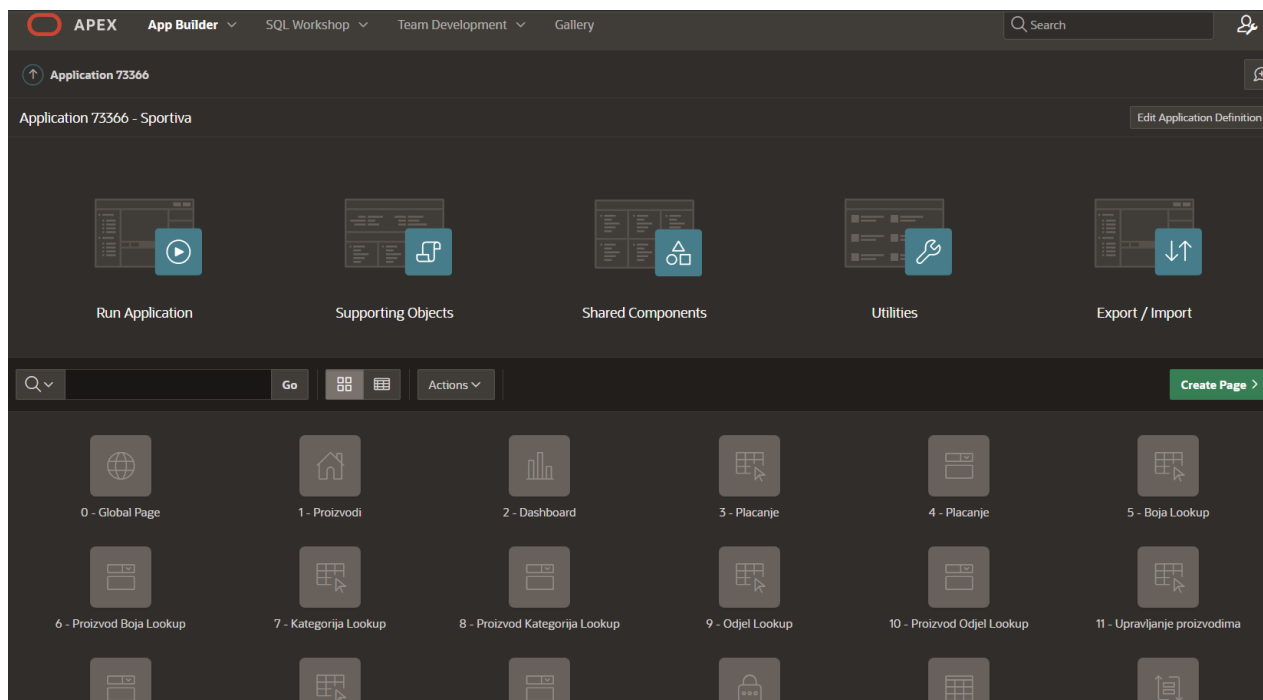 APEX App Builder SQL Workshop Team Development Gallery Search
Application 73366
Application 73366 - Sportiva Edit Application Definition
Run Application Supporting Objects Shared Components Utilities Export / Import
Go Actions Create Page
0 - Global Page 1 - Proizvodi 2 - Dashboard 3 - Placanje 4 - Placanje 5 - Boja Lookup
6 - Proizvod Boja Lookup 7 - Kategorija Lookup 8 - Proizvod Kategorija Lookup 9 - Odjel Lookup 10 - Proizvod Odjel Lookup 11 - Upravljanje proizvodima